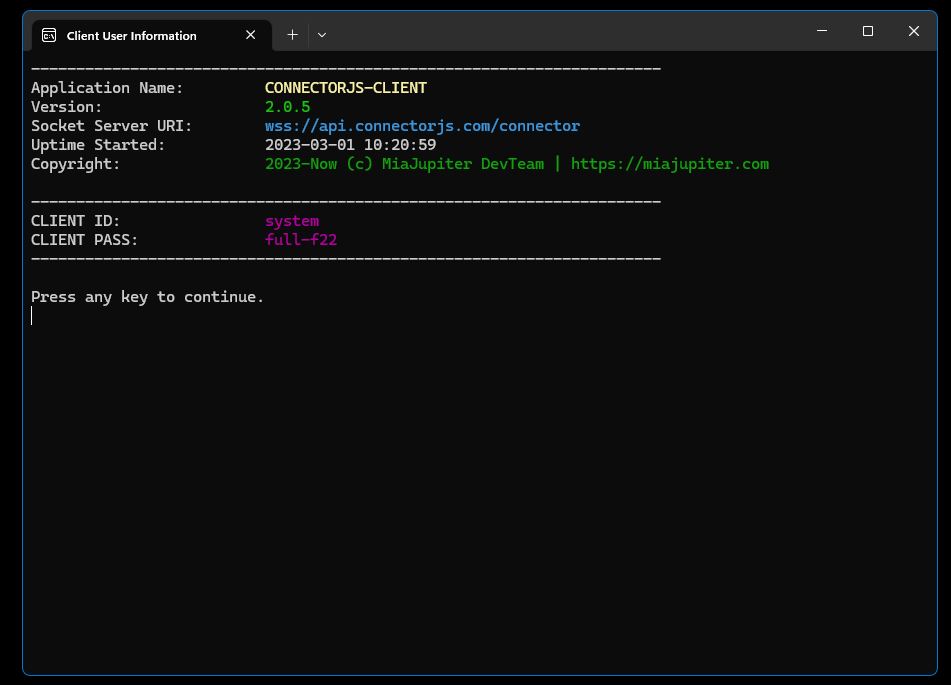 Client User Information
----------------------------------------------------------------------
Application Name: CONNECTORJS-CLIENT
Version: 2.0.5
Socket Server URI: wss://api.connectorjs.com/connector
Uptime Started: 2023-03-01 10:20:59
Copyright: 2023-Now (c) MiaJupiter DevTeam | https://miajupiter.com
----------------------------------------------------------------------
CLIENT ID: system
CLIENT PASS: full-f22
----------------------------------------------------------------------
Press any key to continue.